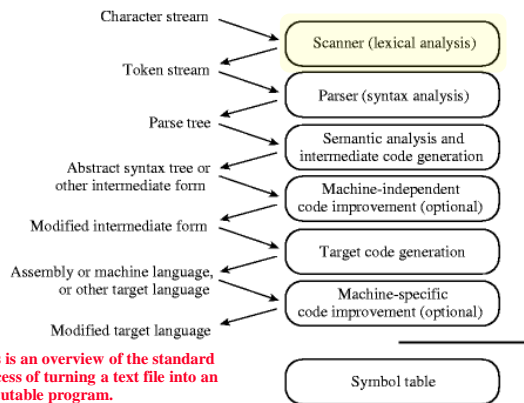 Character stream
Scanner (lexical analysis)
Token stream
Parser (syntax analysis)
Parse tree
Semantic analysis and
intermediate code generation
Abstract syntax tree or
other intermediate form
Machine-independent
code improvement (optional)
Modified intermediate form
Target code generation
Assembly or machine language,
or other target language
Machine-specific
code improvement (optional)
Modified target language
is an overview of the standard
of turning a text file into an
program.
Symbol table